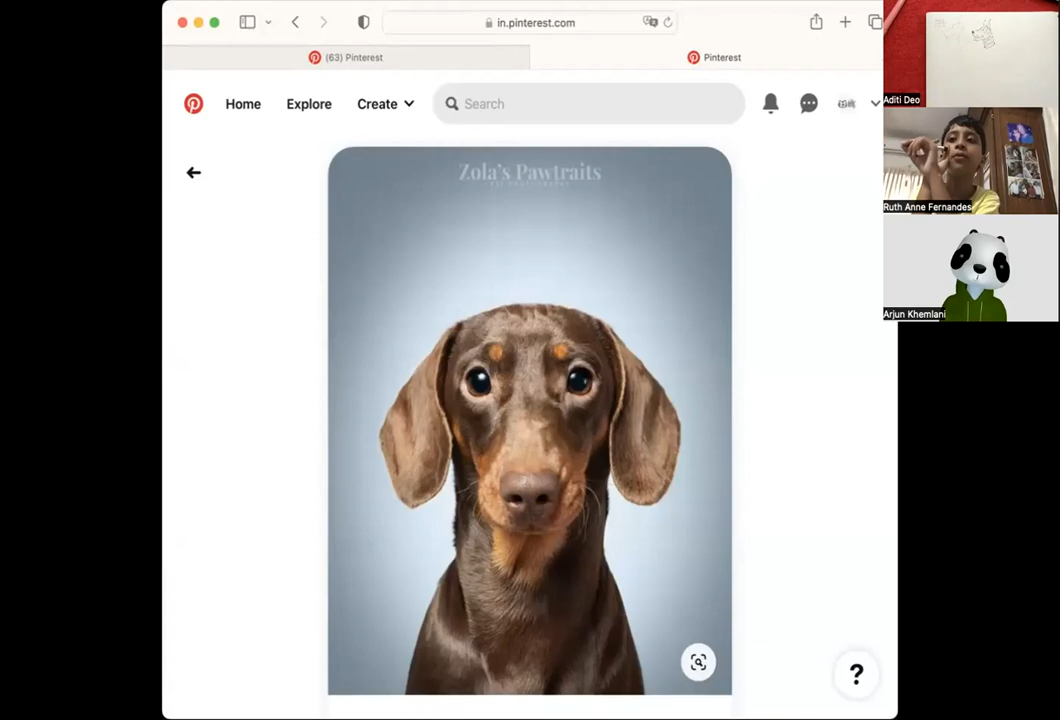 in.pinterest.com
(63) Pinterest
Pinterest
Home
Explore
Create
Search
Zola's Pawtraits
Aditi Deo
Ruth Anne Fernandes
Arjun Khemlani
?